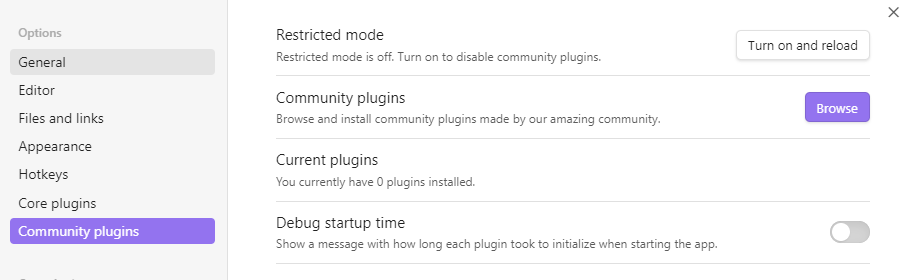 Options
General
Editor
Files and links
Appearance
Hotkeys
Core plugins
Community plugins
Restricted mode
Restricted mode is off. Turn on to disable community plugins.
Turn on and reload
Community plugins
Browse and install community plugins made by our amazing community.
Browse
Current plugins
You currently have 0 plugins installed.
Debug startup time
Show a message with how long each plugin took to initialize when starting the app.